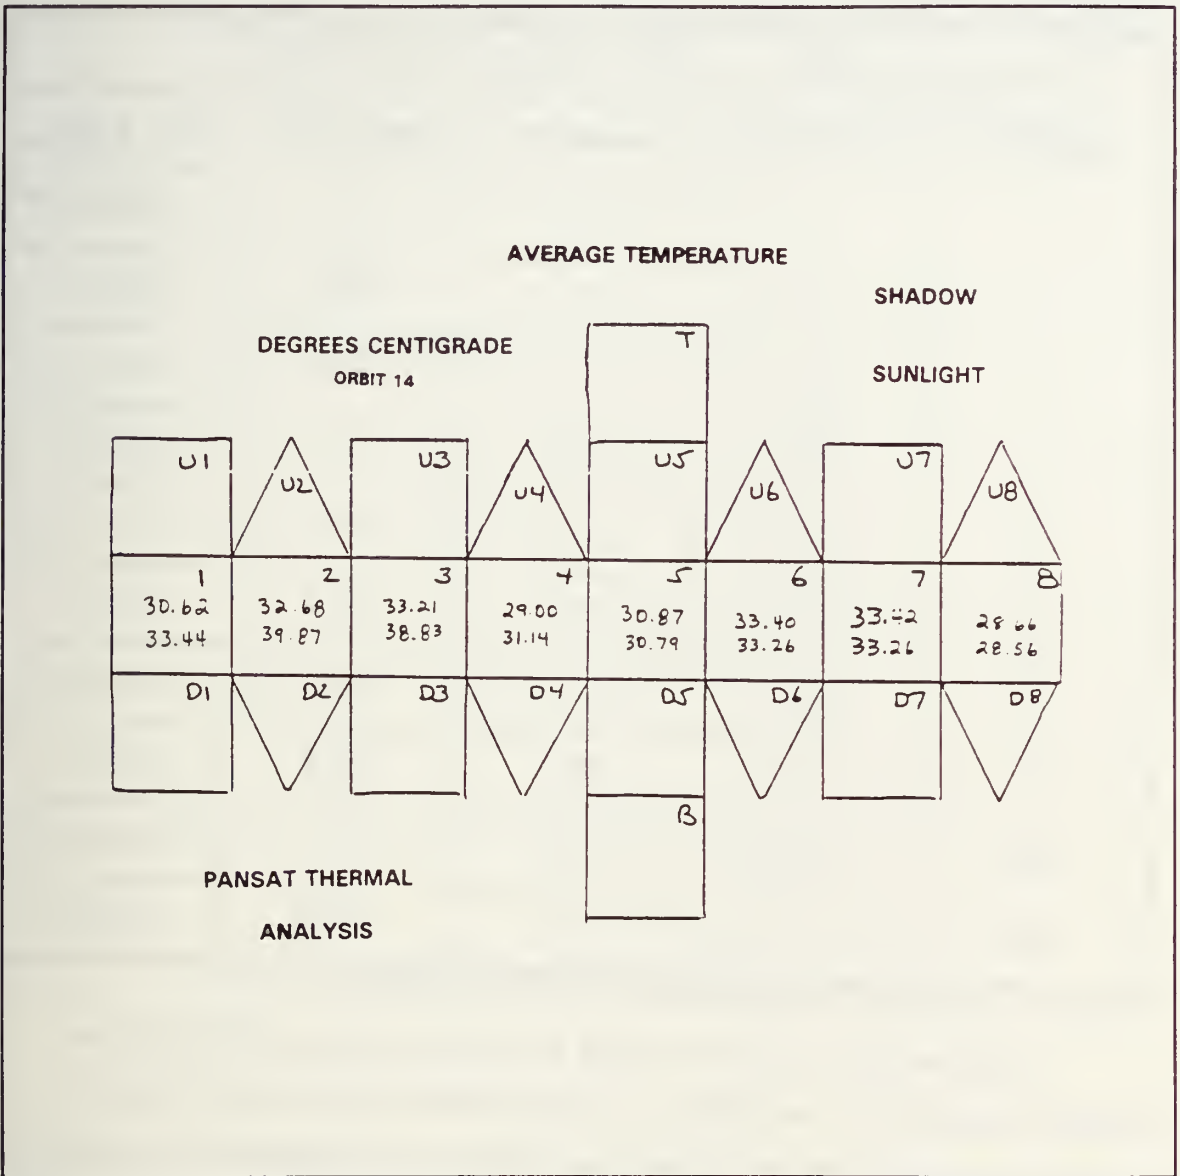 AVERAGE TEMPERATURE
SHADOW
DEGREES CENTIGRADE
SUNLIGHT
ORBIT 14
T
U1 U2 U3 U4 U5 U6 U7 U8
1 2 3 4 5 6 7 8
30.62 32.68 33.21 29.00 30.87 33.40 28.66
33.44 39.87 38.83 31.14 30.79 33.26 33.26 28.56
D1 D2 D3 D4 D5 D6 D7 D8
B
PANSAT THERMAL
ANALYSIS